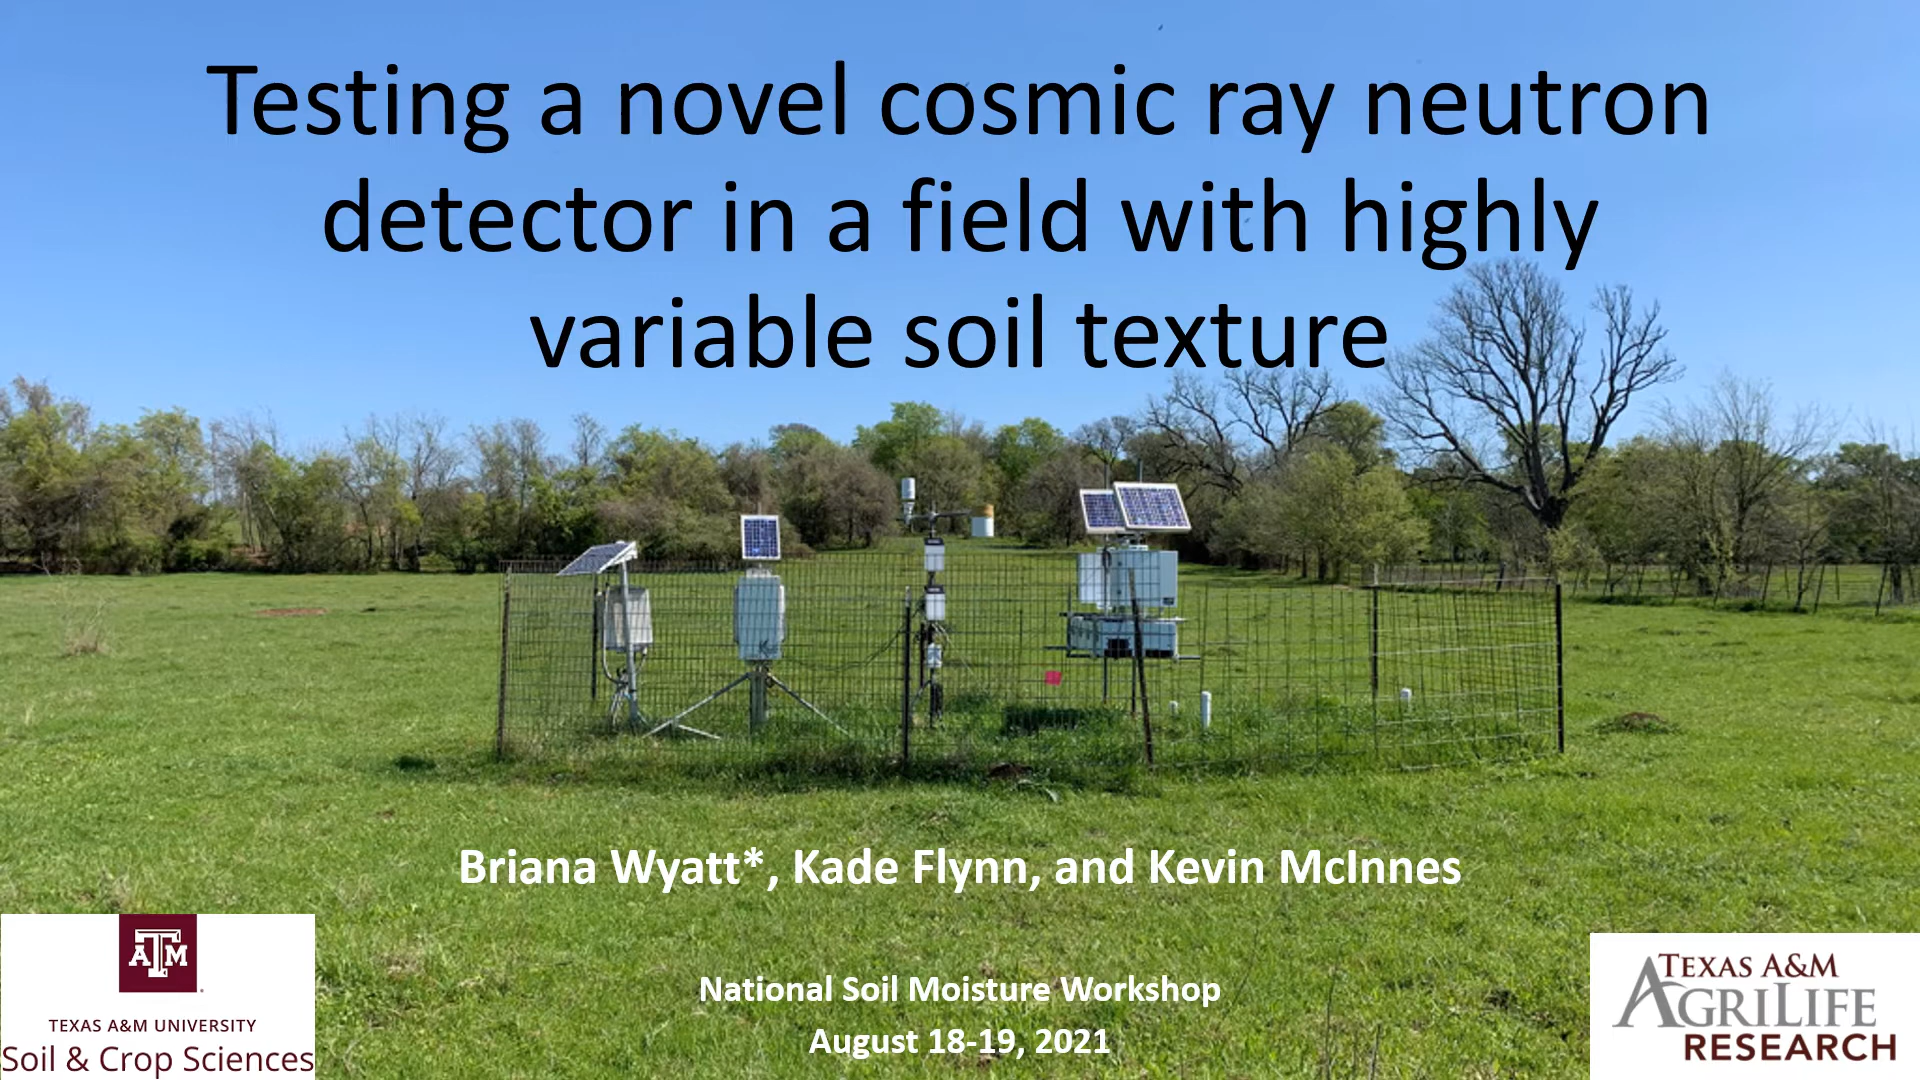 Testing a novel cosmic ray neutron
detector in a field with highly
variable soil texture
Briana Wyatt*, Kade Flynn, and Kevin McInnes
National Soil Moisture Workshop
August 18-19, 2021
ATM
TEXAS A&M UNIVERSITY
Soil & Crop Sciences
TEXAS A&M
AGRILIFE
RESEARCH